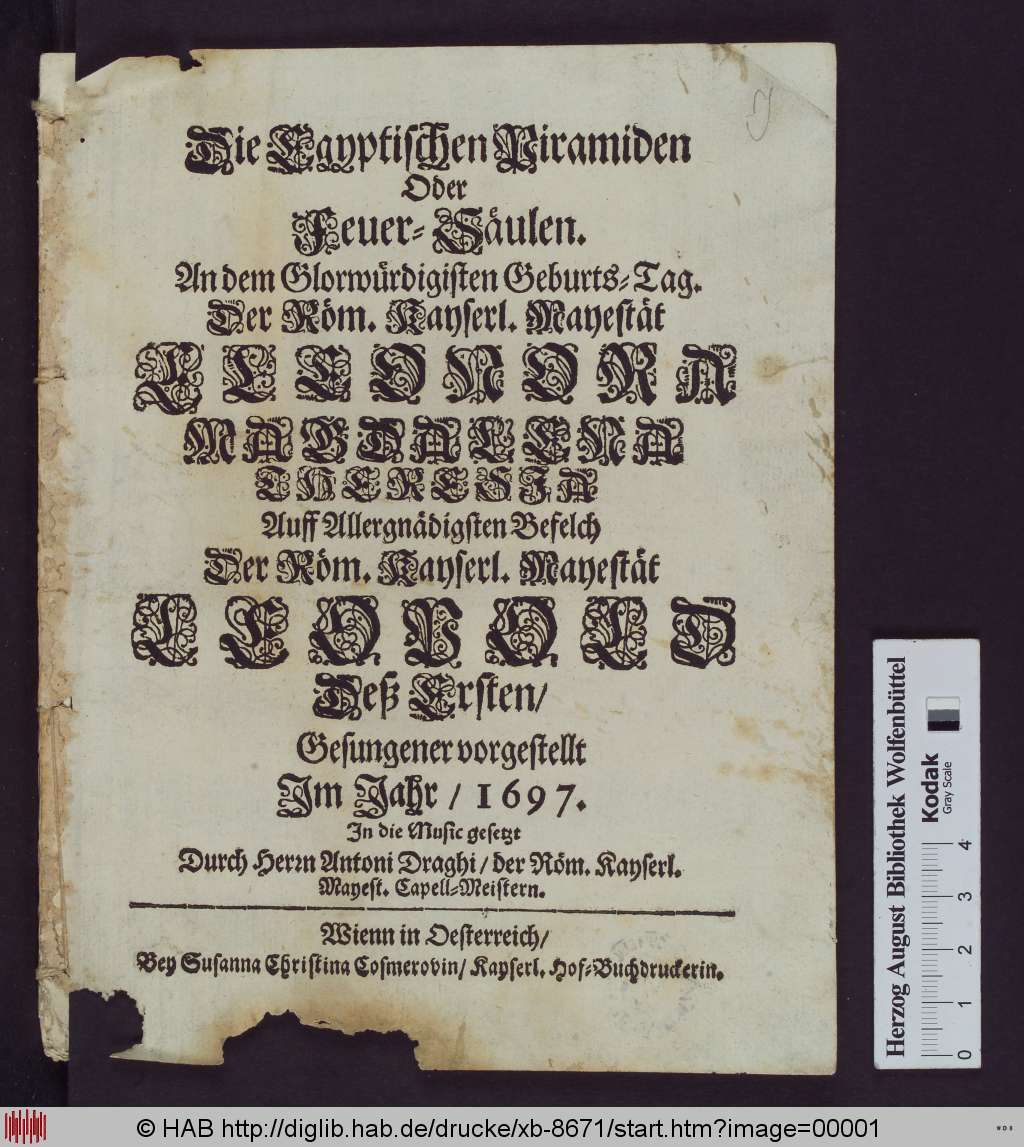 Die Egyptischen Piramiden
Oder
Feuer-Säulen.
An dem Glorwürdigisten Geburts-Tag.
Der Röm. Kayserl. Mayestät
ELEONORA
MAGDALENA
THERESIA
Auff Allergnädigsten Befelch
Der Röm. Kayserl. Mayestät
LEOPOLD
Deß Ersten/
Gesungener vorgestellt
Im Jahr / 1697.
In die Music gesetzt
Durch Herrn Antoni Draghi / der Röm. Kayserl.
Mayest. Capell-Meistern.
Wienn in Oesterreich/
Bey Susanna Christina Cosmerovin/ Kayserl. Hof-Buchdruckerin.
Herzog August Bibliothek Wolfenbüttel
Kodak
Gray Scale
0 1 2 3 4
© HAB http://diglib.hab.de/drucke/xb-8671/start.htm?image=00001